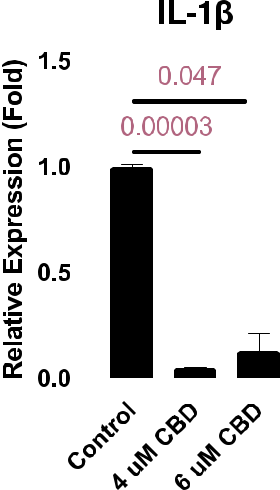 IL-1β
Relative Expression (Fold)
1.5
1.0
0.5
0.0
0.047
0.00003
Control
4 uM CBD
6 uM CBD